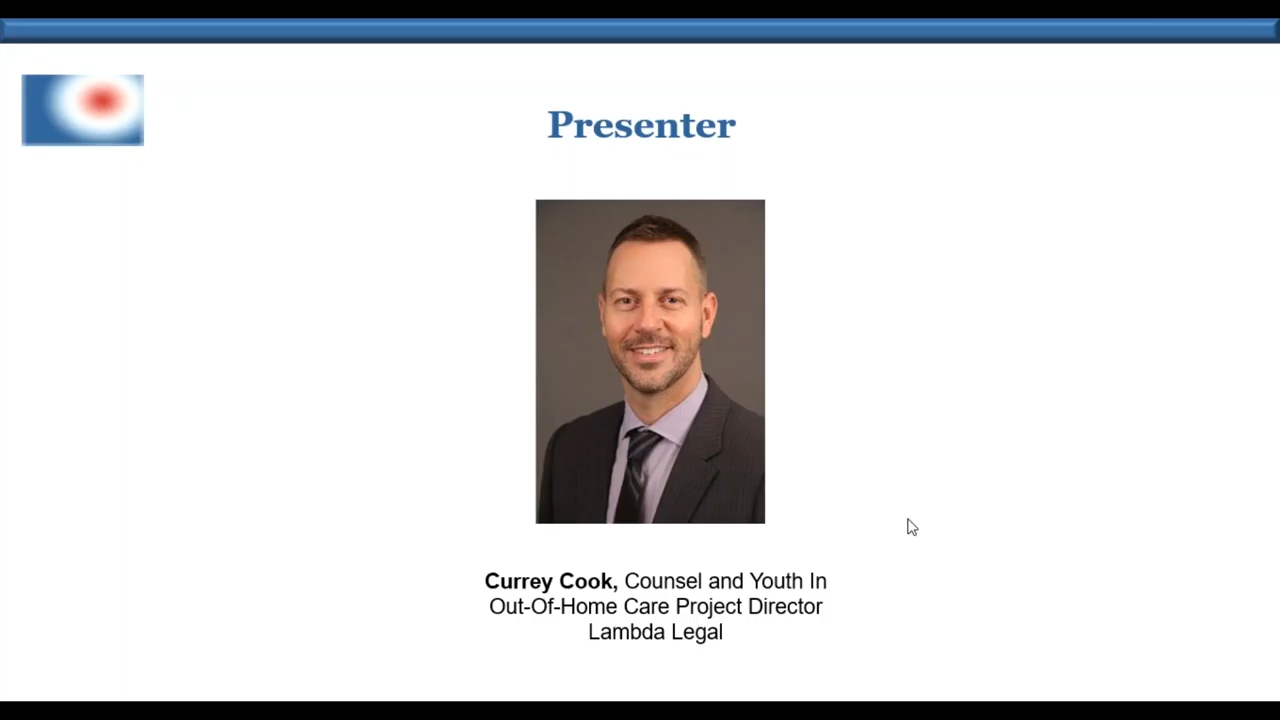 Presenter
Currey Cook, Counsel and Youth In
Out-Of-Home Care Project Director
Lambda Legal